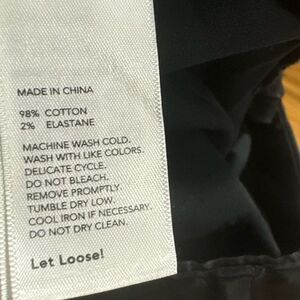 MADE IN CHINA
98% COTTON
2% ELASTANE
MACHINE WASH COLD.
WASH WITH LIKE COLORS.
DELICATE CYCLE.
DO NOT BLEACH.
REMOVE PROMPTLY.
TUMBLE DRY LOW.
COOL IRON IF NECESSARY.
DO NOT DRY CLEAN.
Let Loose!